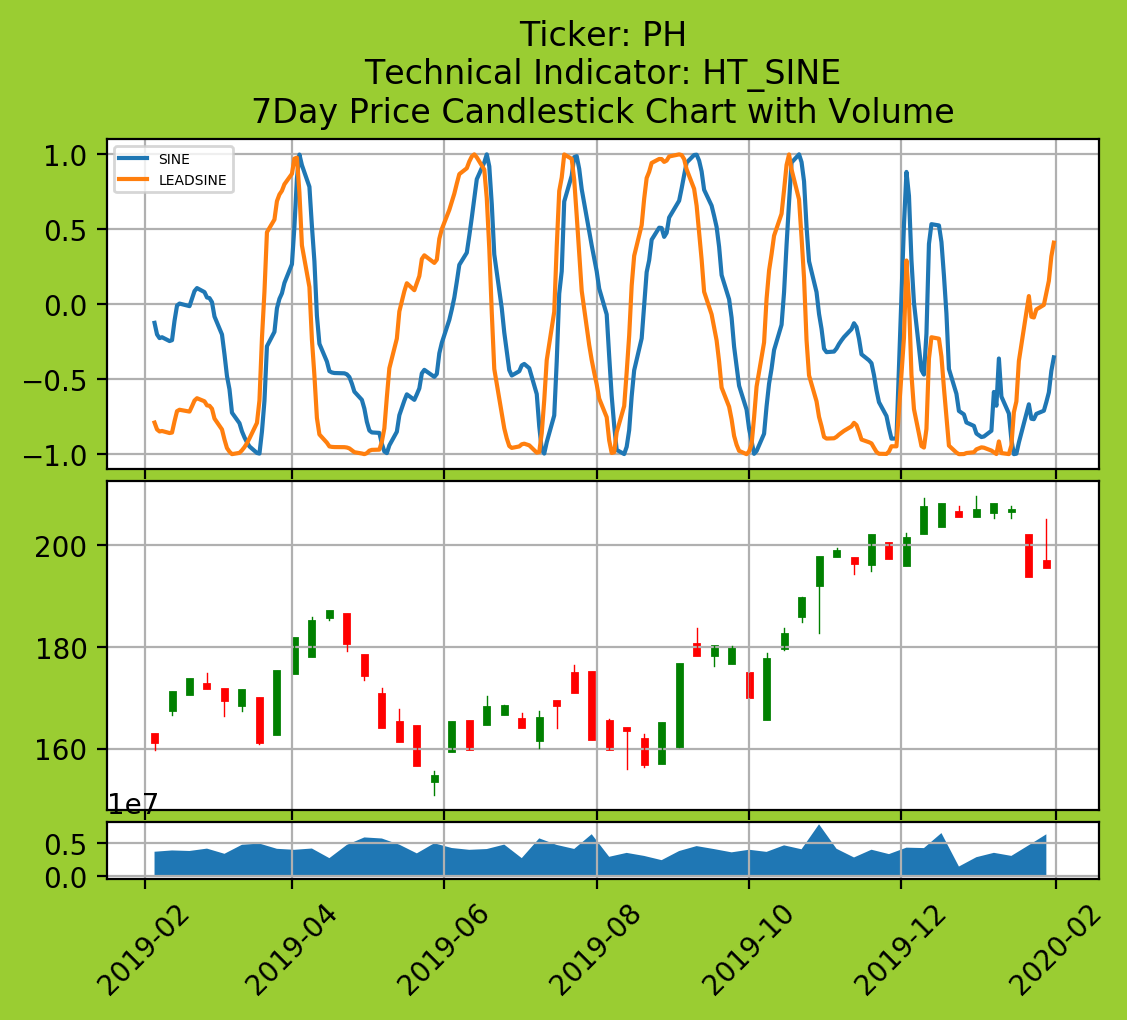 Ticker: PH
Technical Indicator: HT_SINE
7Day Price Candlestick Chart with Volume
SINE
LEADSINE
1.0
0.5
0.0
−0.5
−1.0
200
180
160
1e7
0.5
0.0
2019-02 2019-04 2019-06 2019-08 2019-10 2019-12 2020-02